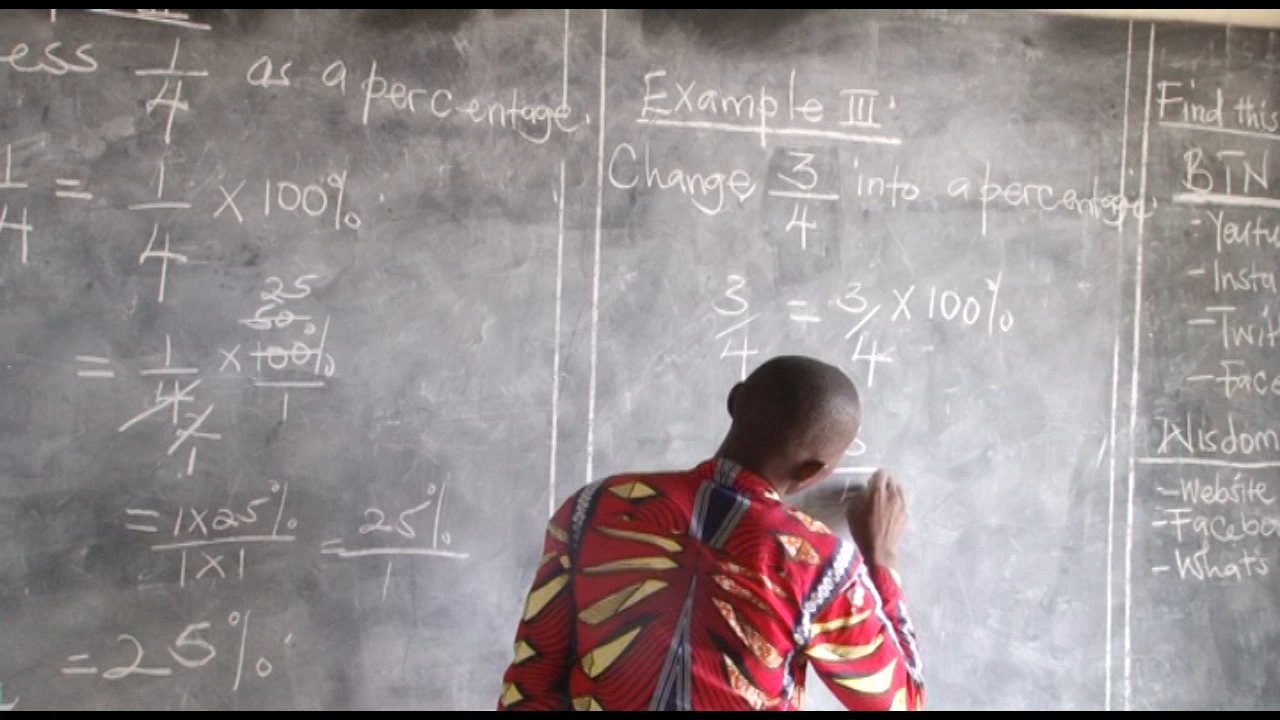 ess 1/4 as a percentage.
1/4 = 1/4 X 100%
25
50
= 1/4 X 100%
2 1
1
= 1X25% = 25%
1X1 1
= 25%
Example III
Change 3/4 into a percentage.
3/4 = 3/4 X 100%
Find this
BTN
- Youtu
- Insta
- Twit
- Face
Wisdom
- Website
- Facebo
- Whats